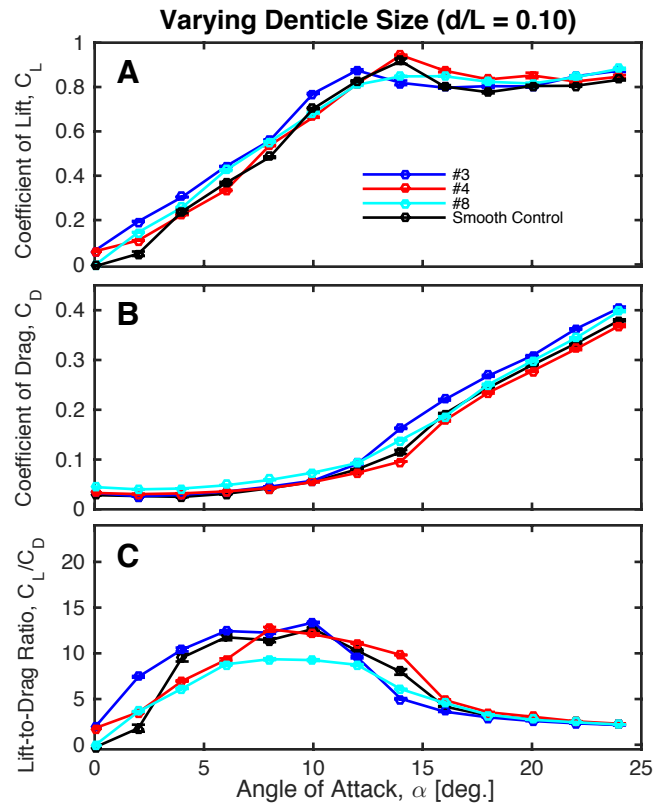 Varying Denticle Size (d/L = 0.10)
A
Coefficient of Lift, C_L
1
0.8
0.6
0.4
0.2
0
#3
#4
#8
Smooth Control
B
Coefficient of Drag, C_D
0.4
0.3
0.2
0.1
0
C
Lift-to-Drag Ratio, C_L/C_D
20
15
10
5
0
0 5 10 15 20 25
Angle of Attack, α [deg.]